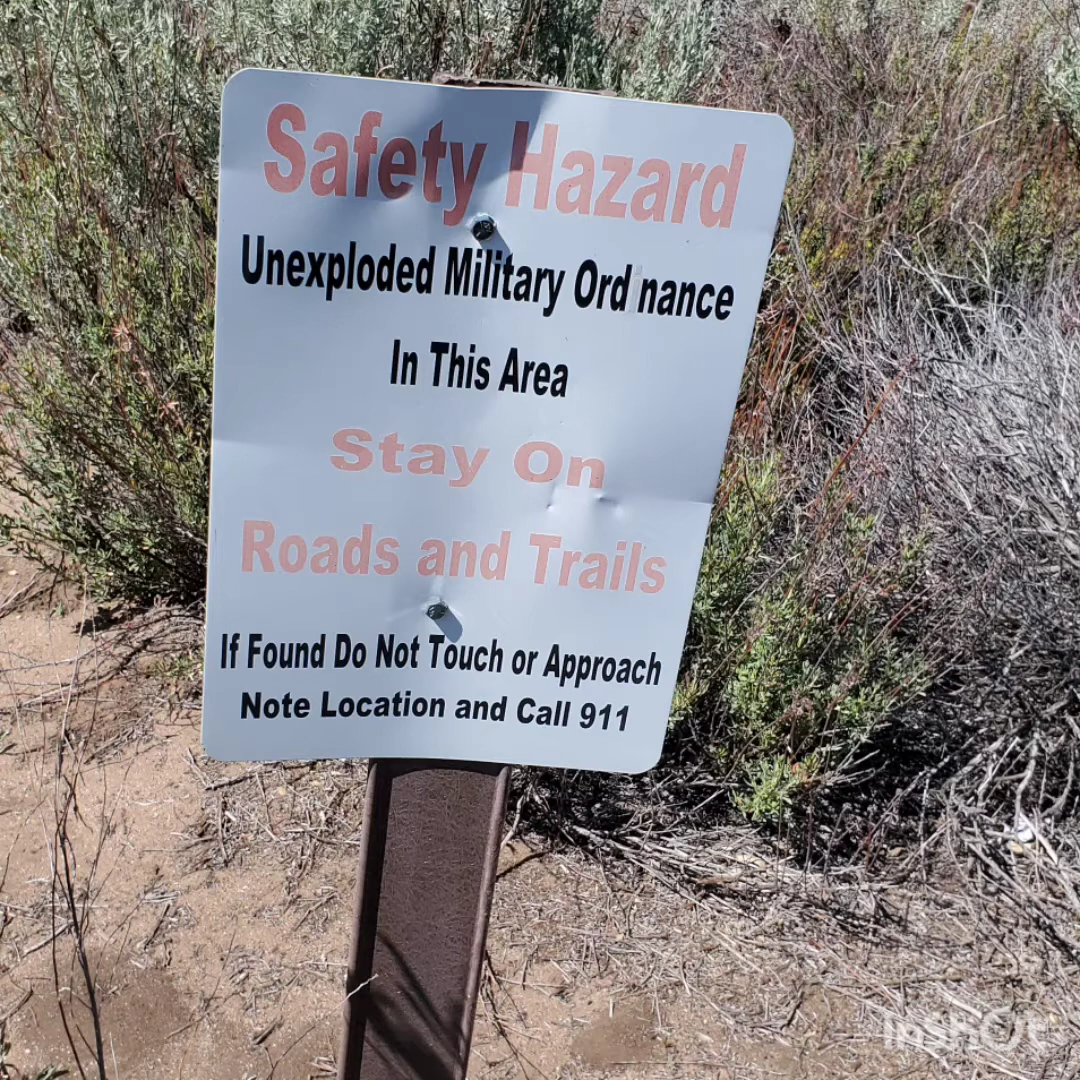 Safety Hazard
Unexploded Military Ordinance
In This Area
Stay On
Roads and Trails
If Found Do Not Touch or Approach
Note Location and Call 911
InShOt